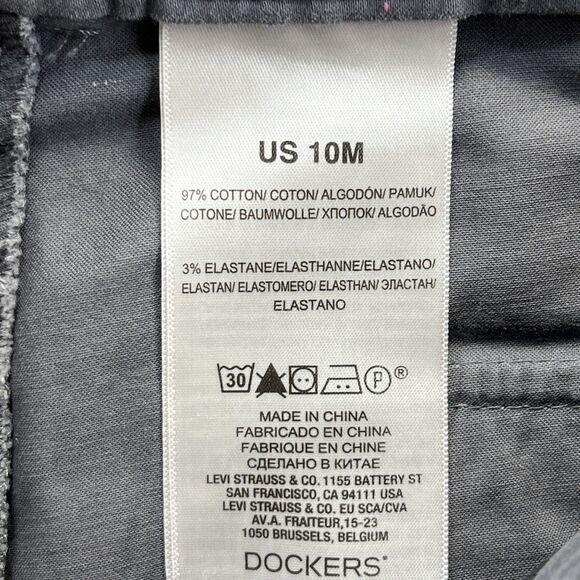 US 10M
97% COTTON/ COTON/ ALGODÓN/ PAMUK/
COTONE/ BAUMWOLLE/ ХПОПОК/ ALGODÃO
3% ELASTANE/ELASTHANNE/ELASTANO/
ELASTAN/ ELASTOMERO/ ELASTHAN/ ЭЛАСТАН/
ELASTANO
30 P ®
MADE IN CHINA
FABRICADO EN CHINA
FABRIQUE EN CHINE
СДЕЛАНО В КИТАЕ
LEVI STRAUSS & CO. 1155 BATTERY ST
SAN FRANCISCO, CA 94111 USA
LEVI STRAUSS & CO. EU SCA/CVA
AV.A. FRAITEUR,15-23
1050 BRUSSELS, BELGIUM
DOCKERS®